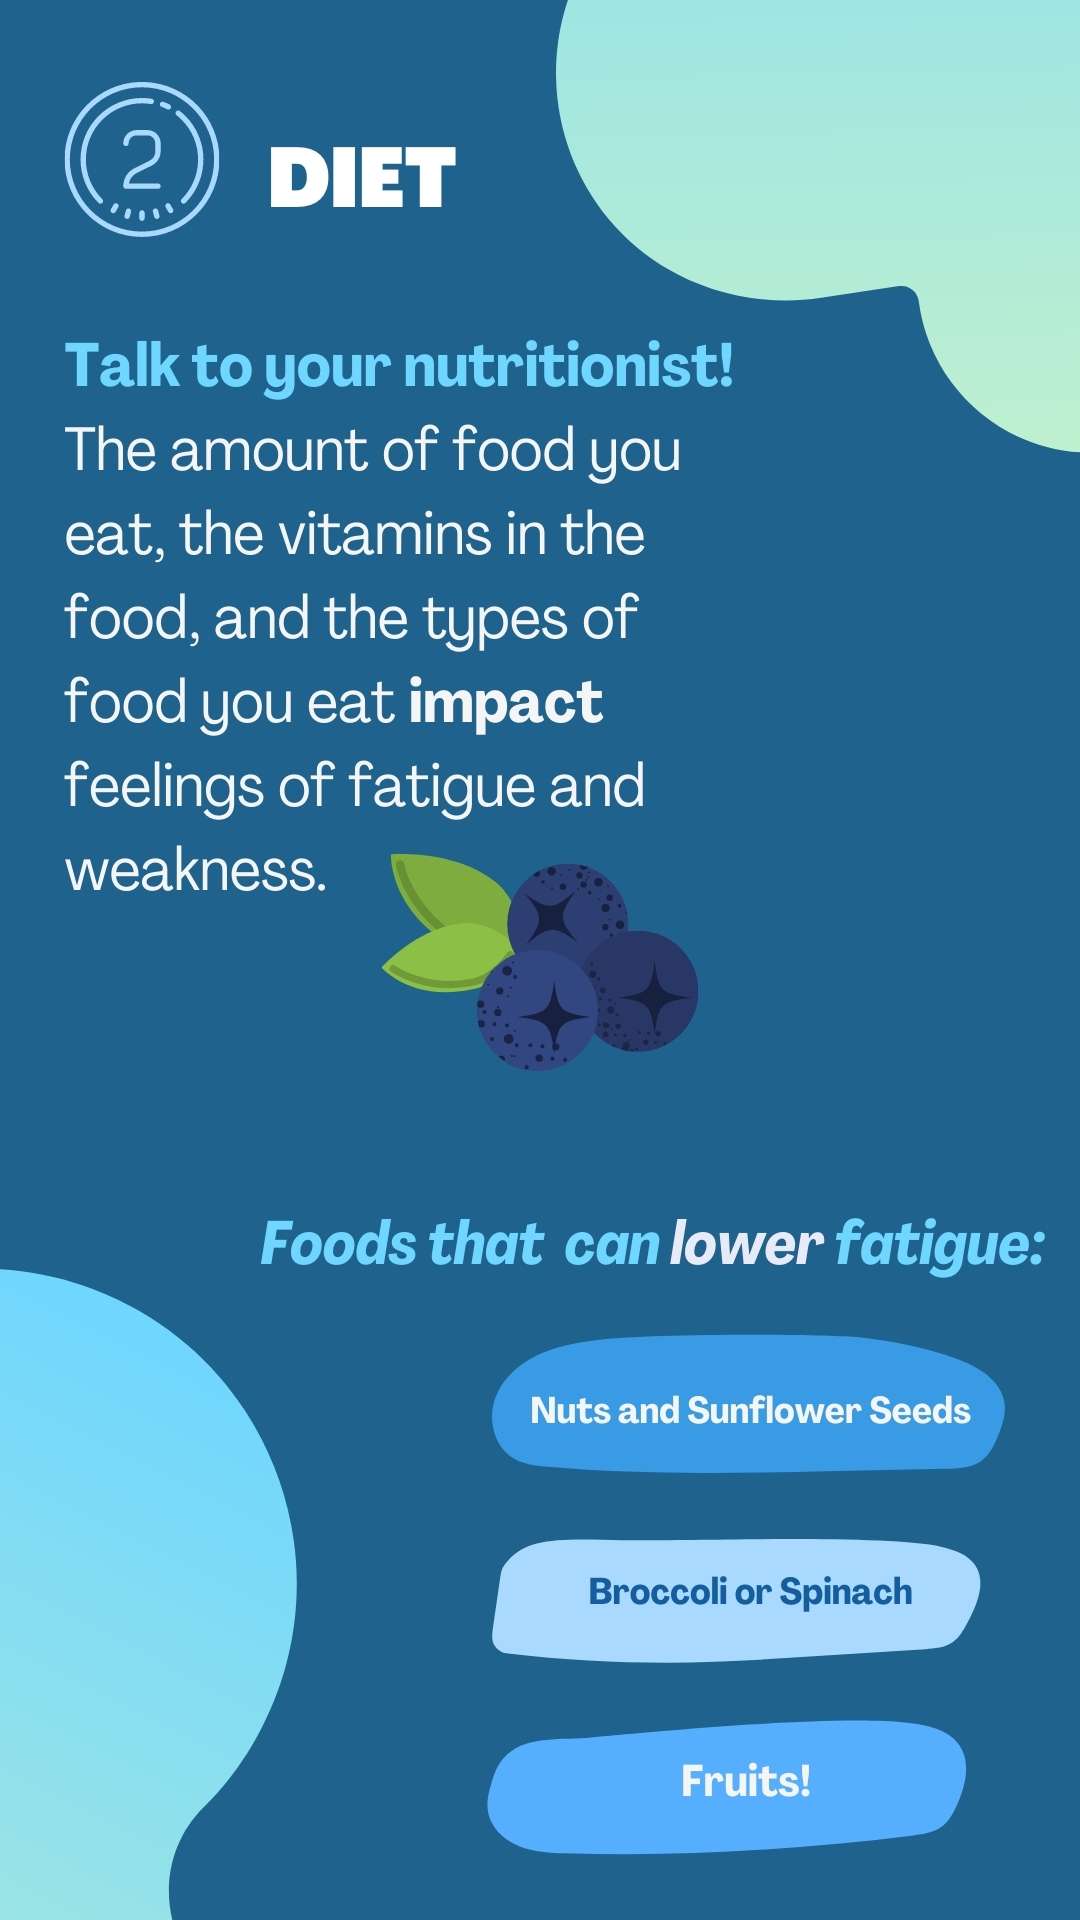 2
DIET
Talk to your nutritionist!
The amount of food you
eat, the vitamins in the
food, and the types of
food you eat impact
feelings of fatigue and
weakness.
Foods that can lower fatigue:
Nuts and Sunflower Seeds
Broccoli or Spinach
Fruits!